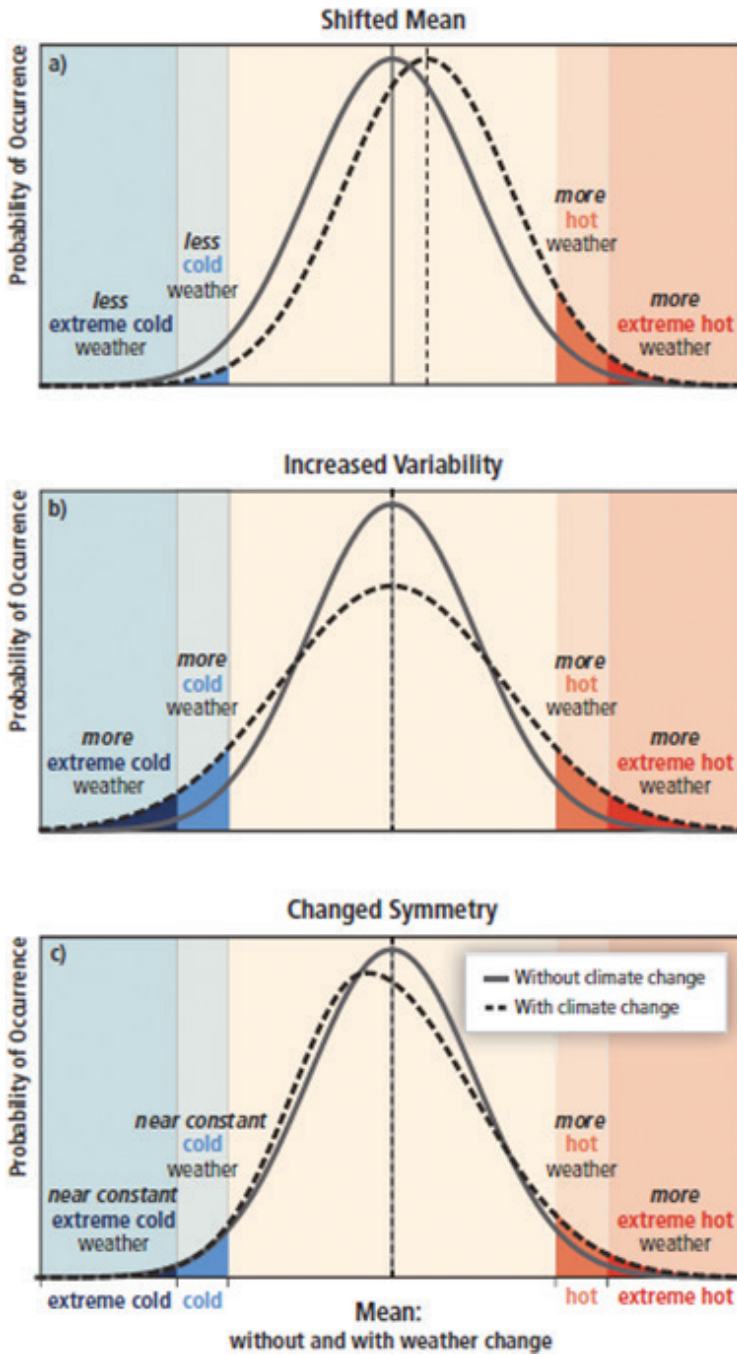 Shifted Mean
a)
Probability of Occurrence
less
cold
weather
less
extreme cold
weather
more
hot
weather
more
extreme hot
weather
Increased Variability
b)
Probability of Occurrence
more
cold
weather
more
extreme cold
weather
more
hot
weather
more
extreme hot
weather
Changed Symmetry
c)
Probability of Occurrence
Without climate change
With climate change
near constant
cold
weather
near constant
extreme cold
weather
more
hot
weather
more
extreme hot
weather
extreme cold
cold
Mean:
without and with weather change
hot
extreme hot